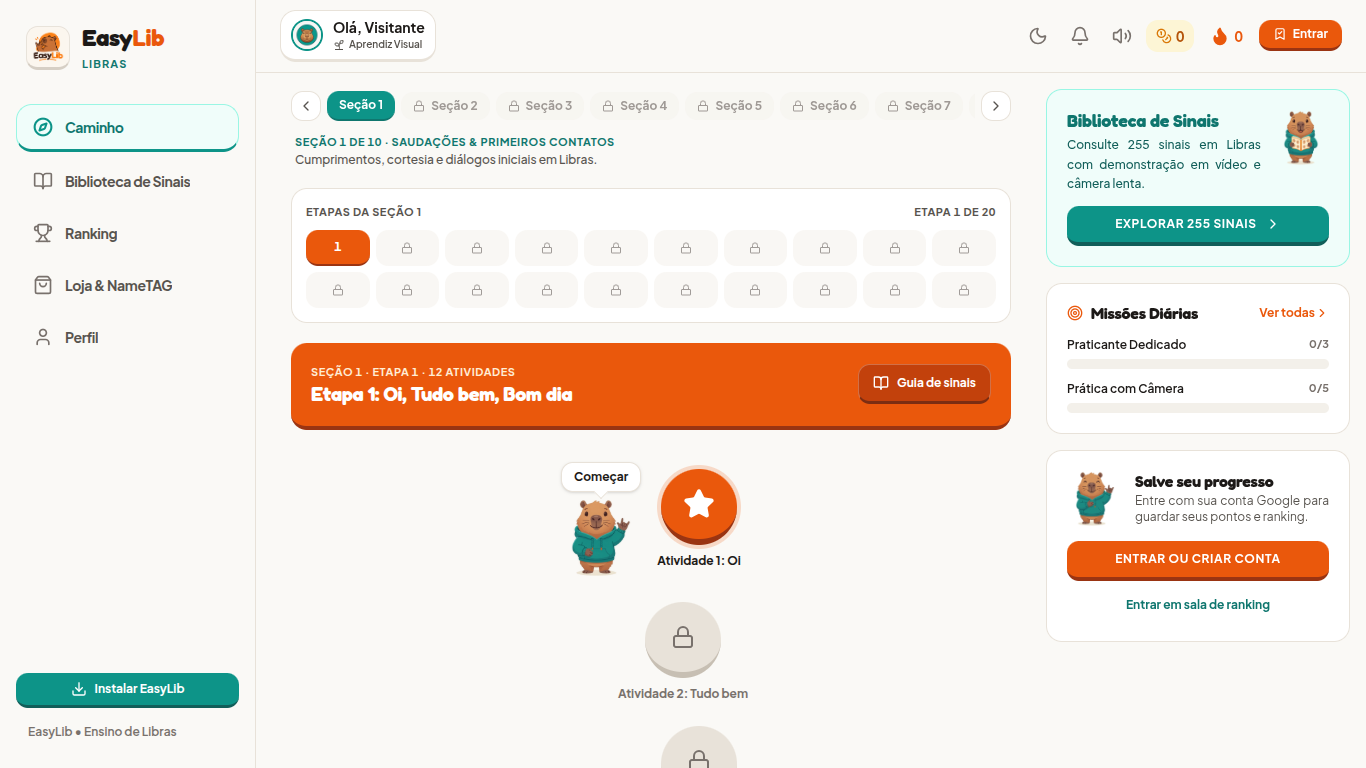 EasyLib
LIBRAS
EasyLib
Caminho
Biblioteca de Sinais
Ranking
Loja & NameTAG
Perfil
Instalar EasyLib
EasyLib • Ensino de Libras
Olá, Visitante
Aprendiz Visual
0
0
Entrar
Seção 1
Seção 2
Seção 3
Seção 4
Seção 5
Seção 6
Seção 7
SEÇÃO 1 DE 10 · SAUDAÇÕES & PRIMEIROS CONTATOS
Cumprimentos, cortesia e diálogos iniciais em Libras.
ETAPAS DA SEÇÃO 1
ETAPA 1 DE 20
1
SEÇÃO 1 · ETAPA 1 · 12 ATIVIDADES
Etapa 1: Oi, Tudo bem, Bom dia
Guia de sinais
Começar
Atividade 1: Oi
Atividade 2: Tudo bem
Biblioteca de Sinais
Consulte 255 sinais em Libras
com demonstração em vídeo e
câmera lenta.
EXPLORAR 255 SINAIS
Missões Diárias
Ver todas
Praticante Dedicado
0/3
Prática com Câmera
0/5
Salve seu progresso
Entre com sua conta Google para
guardar seus pontos e ranking.
ENTRAR OU CRIAR CONTA
Entrar em sala de ranking